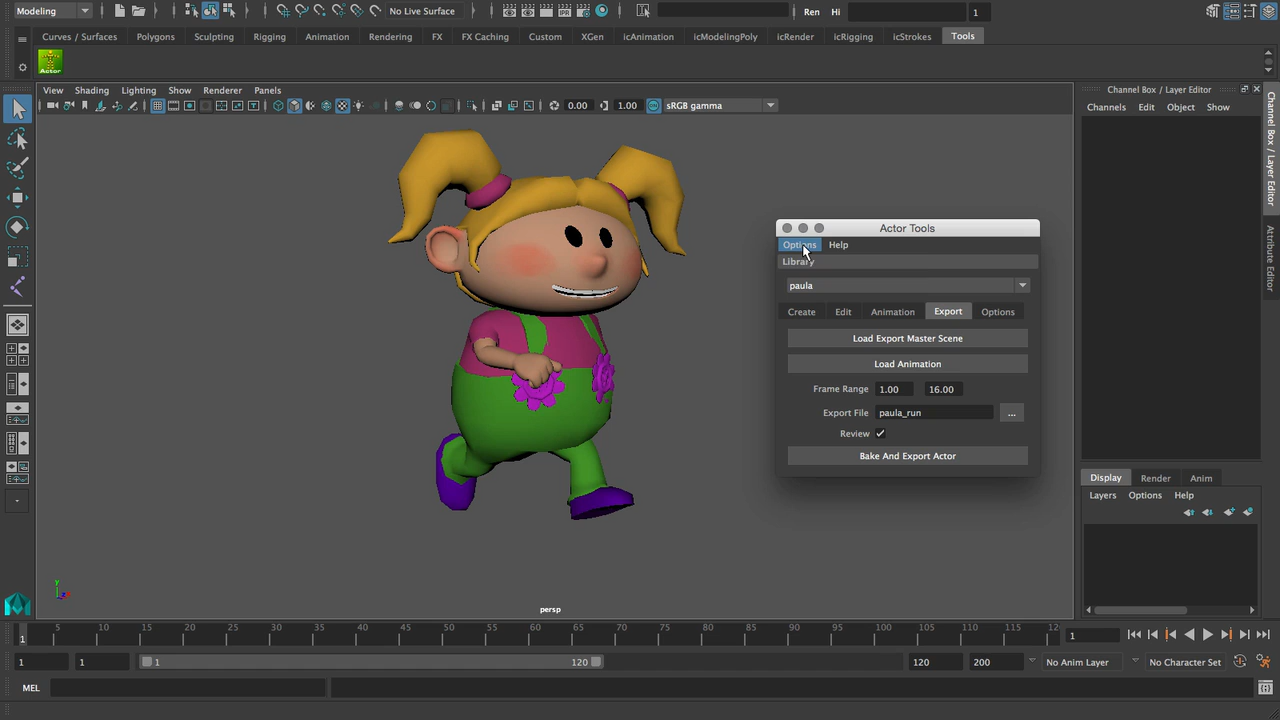 Modeling No Live Surface Ren Hi 1
Curves / Surfaces Polygons Sculpting Rigging Animation Rendering FX FX Caching Custom XGen icAnimation icModelingPoly icRender icRigging icStrokes Tools
Actor
View Shading Lighting Show Renderer Panels
0.00 1.00 sRGB gamma
Channel Box / Layer Editor
Channels Edit Object Show
Channel Box / Layer Editor
Attribute Editor
Actor Tools
Options Help
Library
paula
Create Edit Animation Export Options
Load Export Master Scene
Load Animation
Frame Range 1.00 16.00
Export File paula_run ...
Review
Bake And Export Actor
Display Render Anim
Layers Options Help
y
persp
1 5 10 15 20 25 30 35 40 45 50 55 60 65 70 75 80 85 90 95 100 105 110 115 12 1
1 1 1 120 120 200 No Anim Layer No Character Set
MEL